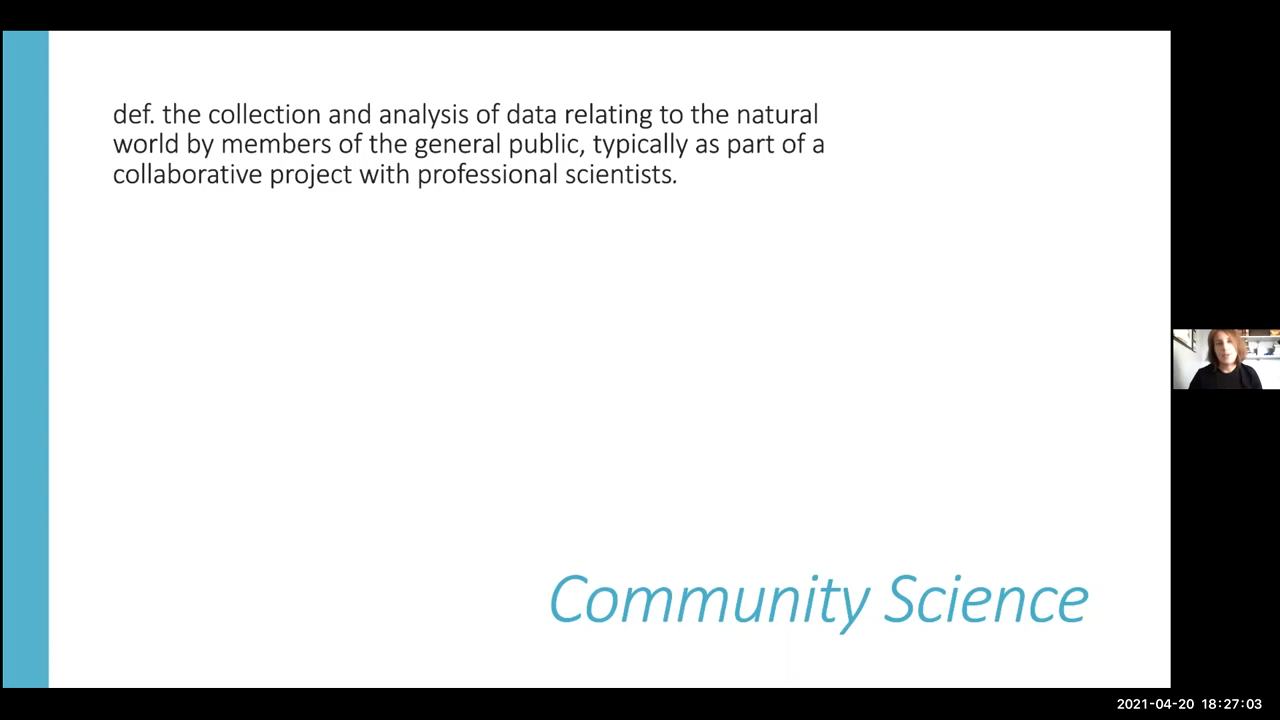 def. the collection and analysis of data relating to the natural
world by members of the general public, typically as part of a
collaborative project with professional scientists.
Community Science
2021-04-20 18:27:03